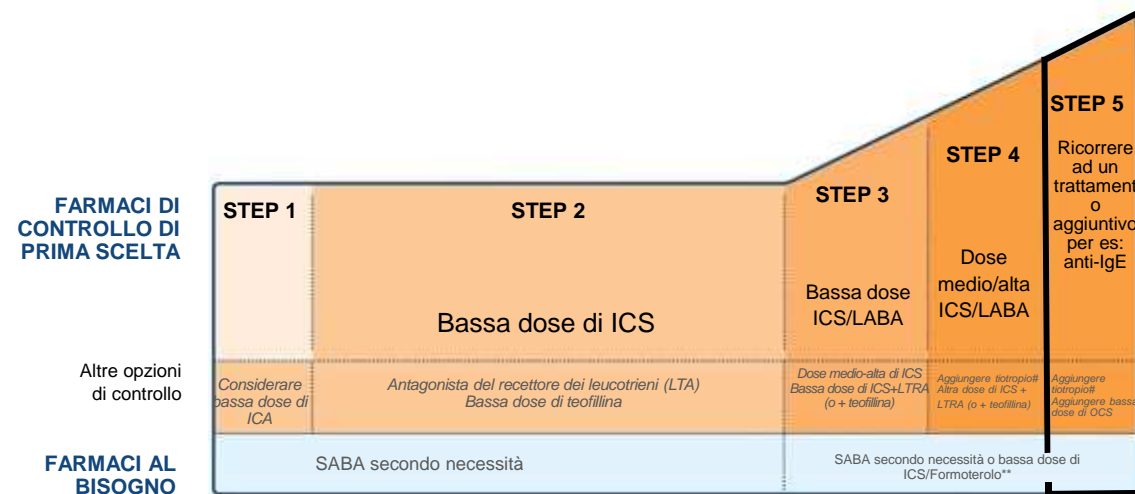 STEP 5
Ricorrere
ad un
trattament
o
aggiuntivo
per es:
anti-IgE
STEP 4
Dose
medio/alta
ICS/LABA
STEP 3
Bassa dose
ICS/LABA
FARMACI DI
CONTROLLO DI
PRIMA SCELTA
STEP 1
STEP 2
Bassa dose di ICS
Altre opzioni
di controllo
Considerare
bassa dose di
ICA
Antagonista del recettore dei leucotrieni (LTA)
Bassa dose di teofillina
Dose medio-alta di ICS
Bassa dose di ICS+LTRA
(o + teofillina)
Aggiungere tiotropio#
Altra dose di ICS +
LTRA (o + teofillina)
Aggiungere
tiotropio#
Aggiungere bassa
dose di OCS
FARMACI AL
BISOGNO
SABA secondo necessità
SABA secondo necessità o bassa dose di
ICS/Formoterolo**